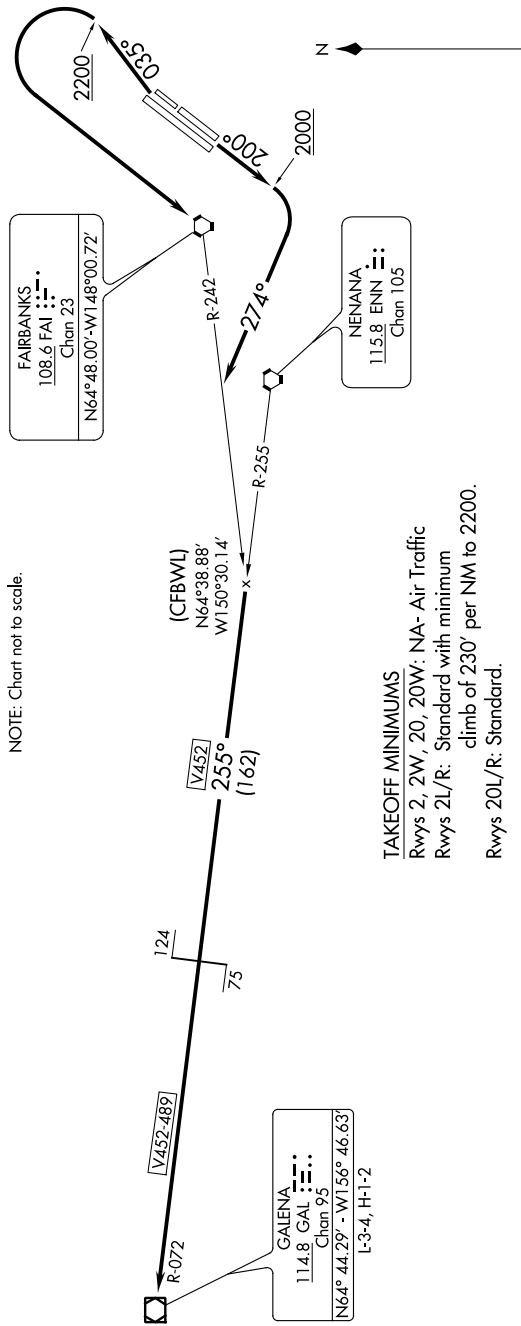 NOTE: Chart not to scale.
FAIRBANKS
108.6 FAI
Chan 23
N64°48.00'-W148°00.72'
2200
035°
N
200°
2000
R-242
274°
NENANA
115.8 ENN
Chan 105
R-255
(CFBWL)
N64°38.88'
W150°30.14'
x
V452
255°
(162)
124
75
V452-489
R-072
GALENA
114.8 GAL
Chan 95
N64° 44.29' - W156° 46.63'
L-3-4, H-1-2
TAKEOFF MINIMUMS
Rwys 2, 2W, 20, 20W: NA- Air Traffic
Rwys 2L/R: Standard with minimum
climb of 230' per NM to 2200.
Rwys 20L/R: Standard.